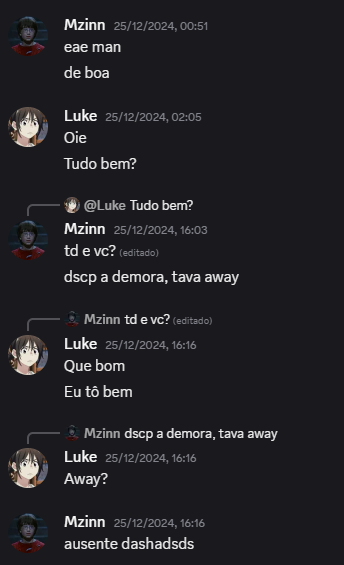 Mzinn 25/12/2024, 00:51
eae man
de boa
Luke 25/12/2024, 02:05
Oie
Tudo bem?
@Luke Tudo bem?
Mzinn 25/12/2024, 16:03
td e vc? (editado)
dscp a demora, tava away
Mzinn td e vc? (editado)
Luke 25/12/2024, 16:16
Que bom
Eu tô bem
Mzinn dscp a demora, tava away
Luke 25/12/2024, 16:16
Away?
Mzinn 25/12/2024, 16:16
ausente dashadsds